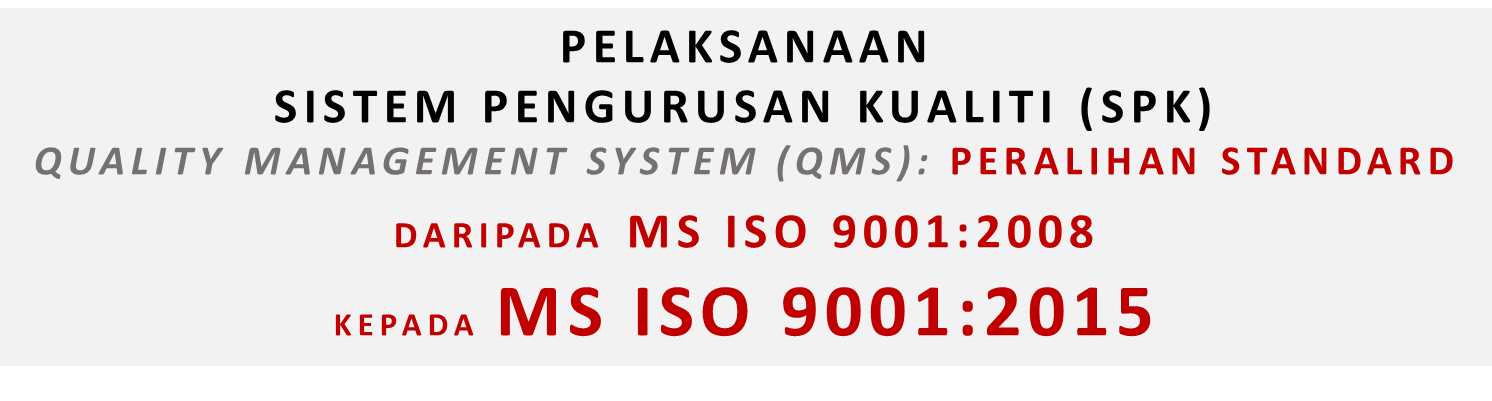 PELAKSANAAN
SISTEM PENGURUSAN KUALITI (SPK)
QUALITY MANAGEMENT SYSTEM (QMS): PERALIHAN STANDARD
DARIPADA MS ISO 9001:2008
KEPADA MS ISO 9001:2015